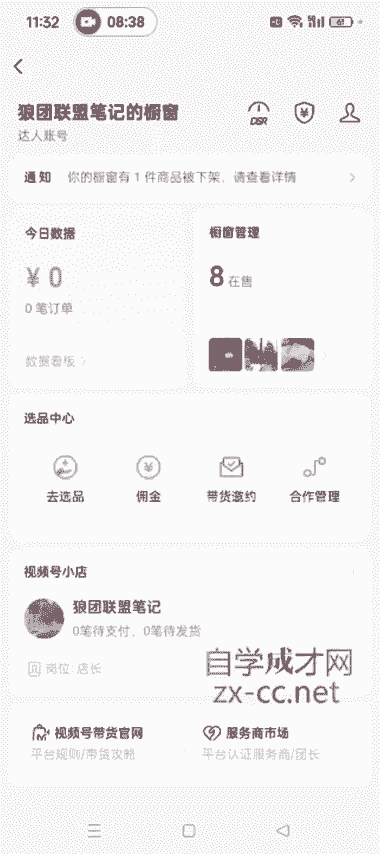 11:32 08:38 61
狼团联盟笔记的橱窗
DSR
达人账号
通知 你的橱窗有 1 件商品被下架，请查看详情
今日数据
橱窗管理
¥ 0
8 在售
0 笔订单
数据看板
选品中心
去选品 佣金 带货邀约 合作管理
视频号小店
狼团联盟笔记
0笔待支付、0笔待发货
岗位: 店长
自学成才网
zx-cc.net
视频号带货官网 服务商市场
平台规则/带货攻略 平台认证服务商/团长